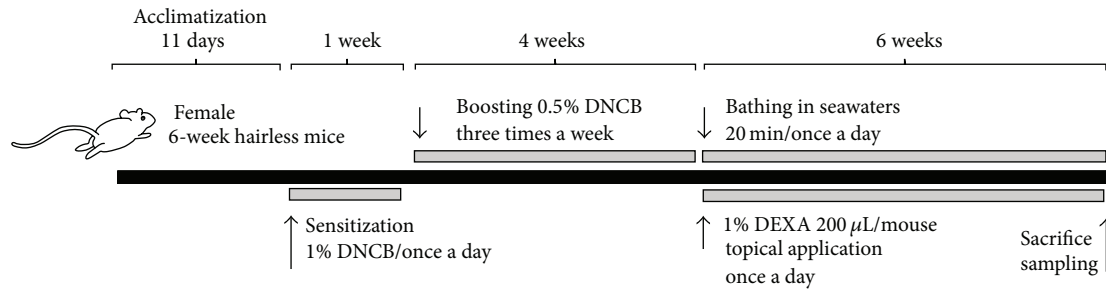 Acclimatization
11 days
1 week
4 weeks
6 weeks
Female
6-week hairless mice
Boosting 0.5% DNCB
three times a week
Bathing in seawaters
20 min/once a day
Sensitization
1% DNCB/once a day
1% DEXA 200 μL/mouse
topical application
once a day
Sacrifice
sampling